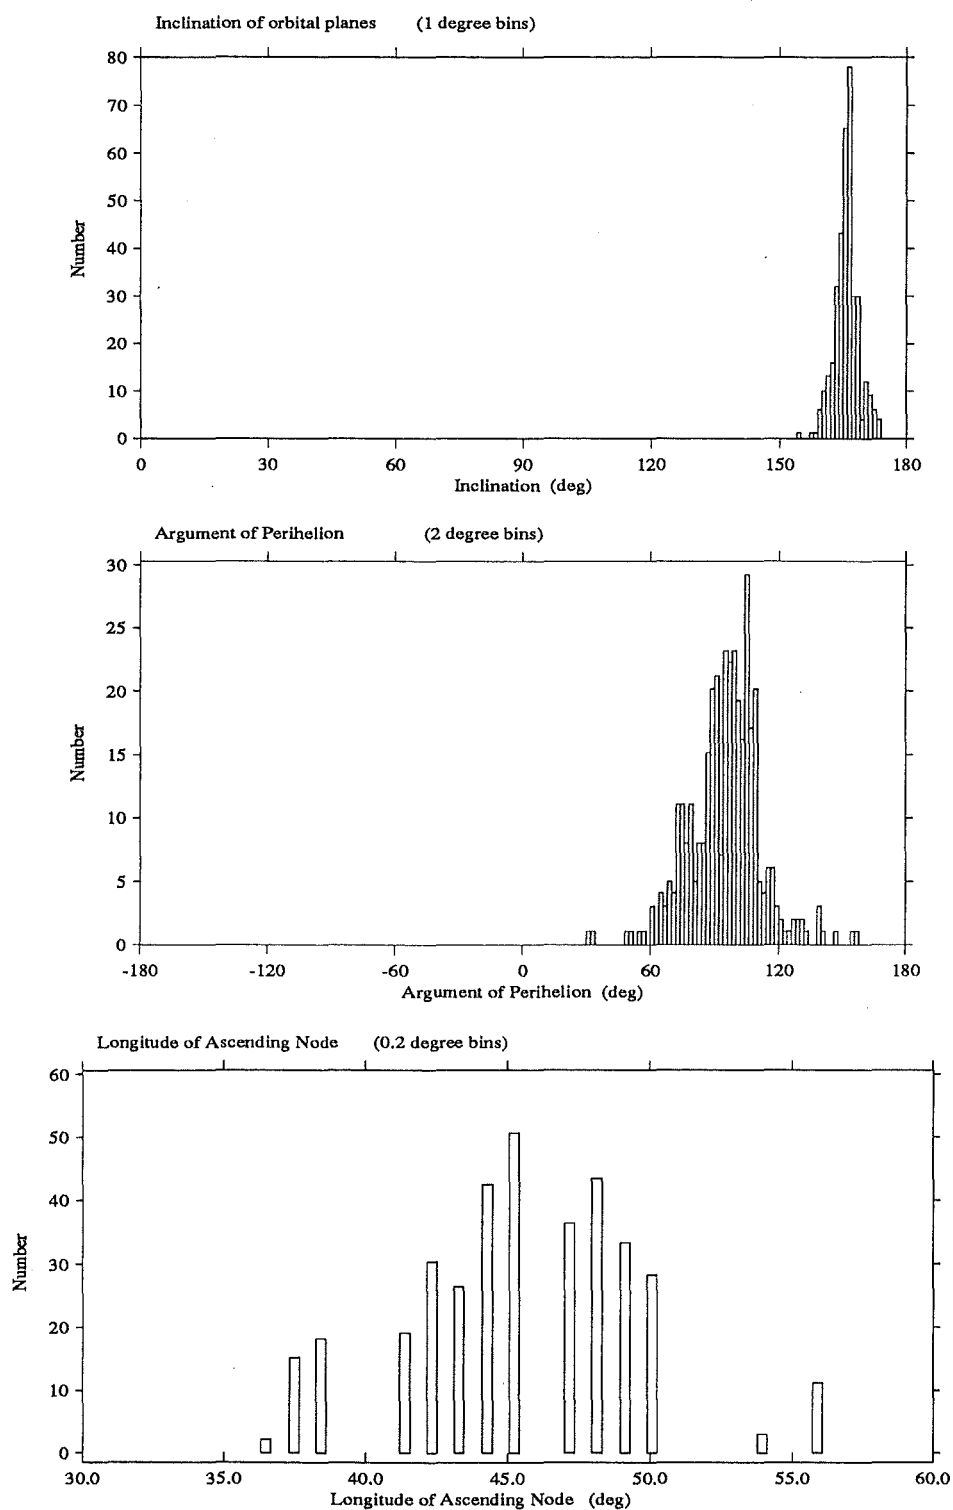 Inclination of orbital planes (1 degree bins)
80
70
60
50
40
30
20
10
0
Number
0 30 60 90 120 150 180
Inclination (deg)
Argument of Perihelion (2 degree bins)
30
25
20
15
10
5
0
Number
-180 -120 -60 0 60 120 180
Argument of Perihelion (deg)
Longitude of Ascending Node (0.2 degree bins)
60
50
40
30
20
10
0
Number
30.0 35.0 40.0 45.0 50.0 55.0 60.0
Longitude of Ascending Node (deg)